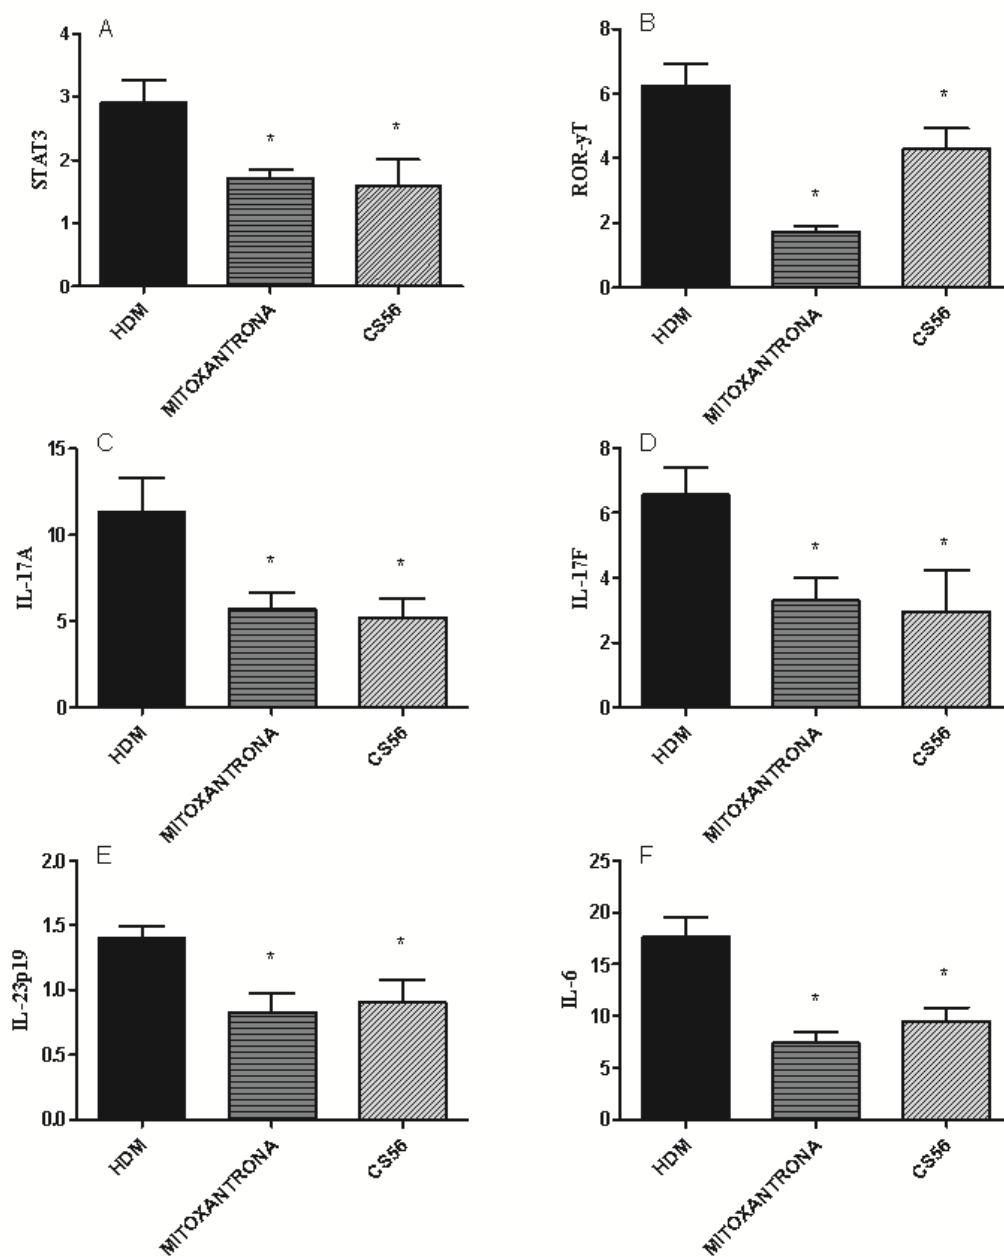 A
STAT3
4
3
2
1
0
*
*
HDM
MITOXANTRONA
CS56
B
ROR-yT
8
6
4
2
0
*
*
HDM
MITOXANTRONA
CS56
C
IL-17A
15
10
5
0
*
*
HDM
MITOXANTRONA
CS56
D
IL-17F
8
6
4
2
0
*
*
HDM
MITOXANTRONA
CS56
E
IL-23p19
2.0
1.5
1.0
0.5
0.0
*
*
HDM
MITOXANTRONA
CS56
F
IL-6
25
20
15
10
5
0
*
*
HDM
MITOXANTRONA
CS56